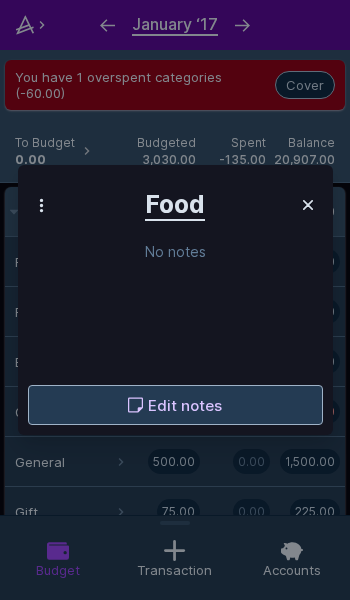 January ‘17
You have 1 overspent categories
(-60.00)
Cover
To Budget Budgeted Spent Balance
0.00 3,030.00 -135.00 20,907.00
Food
No notes
Edit notes
General 500.00 0.00 1,500.00
Gift 75.00 0.00 225.00
Budget Transaction Accounts